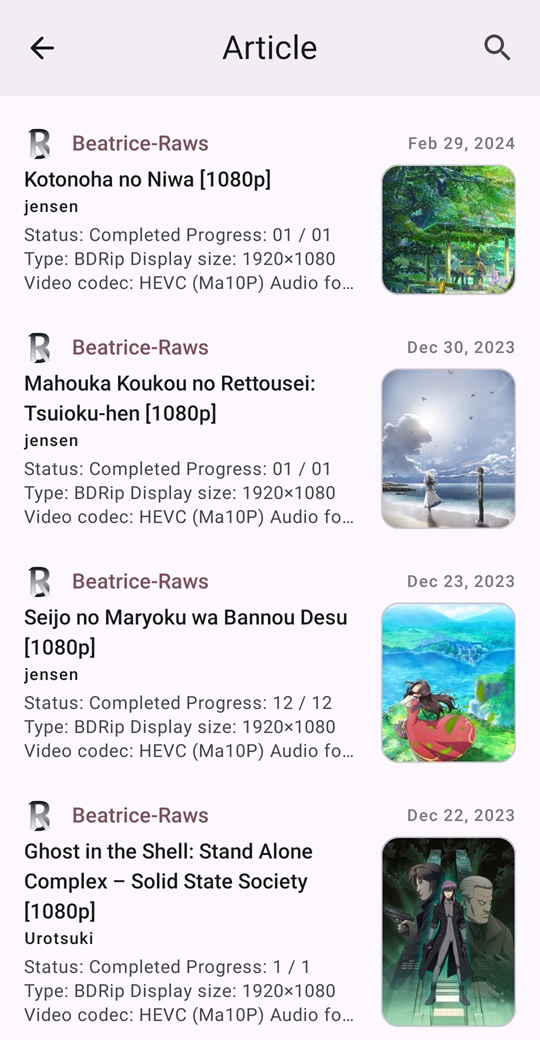 Article
Beatrice-Raws
Feb 29, 2024
Kotonoha no Niwa [1080p]
jensen
Status: Completed Progress: 01 / 01
Type: BDRip Display size: 1920×1080
Video codec: HEVC (Ma10P) Audio fo…
Beatrice-Raws
Dec 30, 2023
Mahouka Koukou no Rettousei:
Tsuioku-hen [1080p]
jensen
Status: Completed Progress: 01 / 01
Type: BDRip Display size: 1920×1080
Video codec: HEVC (Ma10P) Audio fo…
Beatrice-Raws
Dec 23, 2023
Seijo no Maryoku wa Bannou Desu
[1080p]
jensen
Status: Completed Progress: 12 / 12
Type: BDRip Display size: 1920×1080
Video codec: HEVC (Ma10P) Audio fo…
Beatrice-Raws
Dec 22, 2023
Ghost in the Shell: Stand Alone
Complex – Solid State Society
[1080p]
Urotsuki
Status: Completed Progress: 1 / 1
Type: BDRip Display size: 1920×1080
Video codec: HEVC (Ma10P) Audio fo…